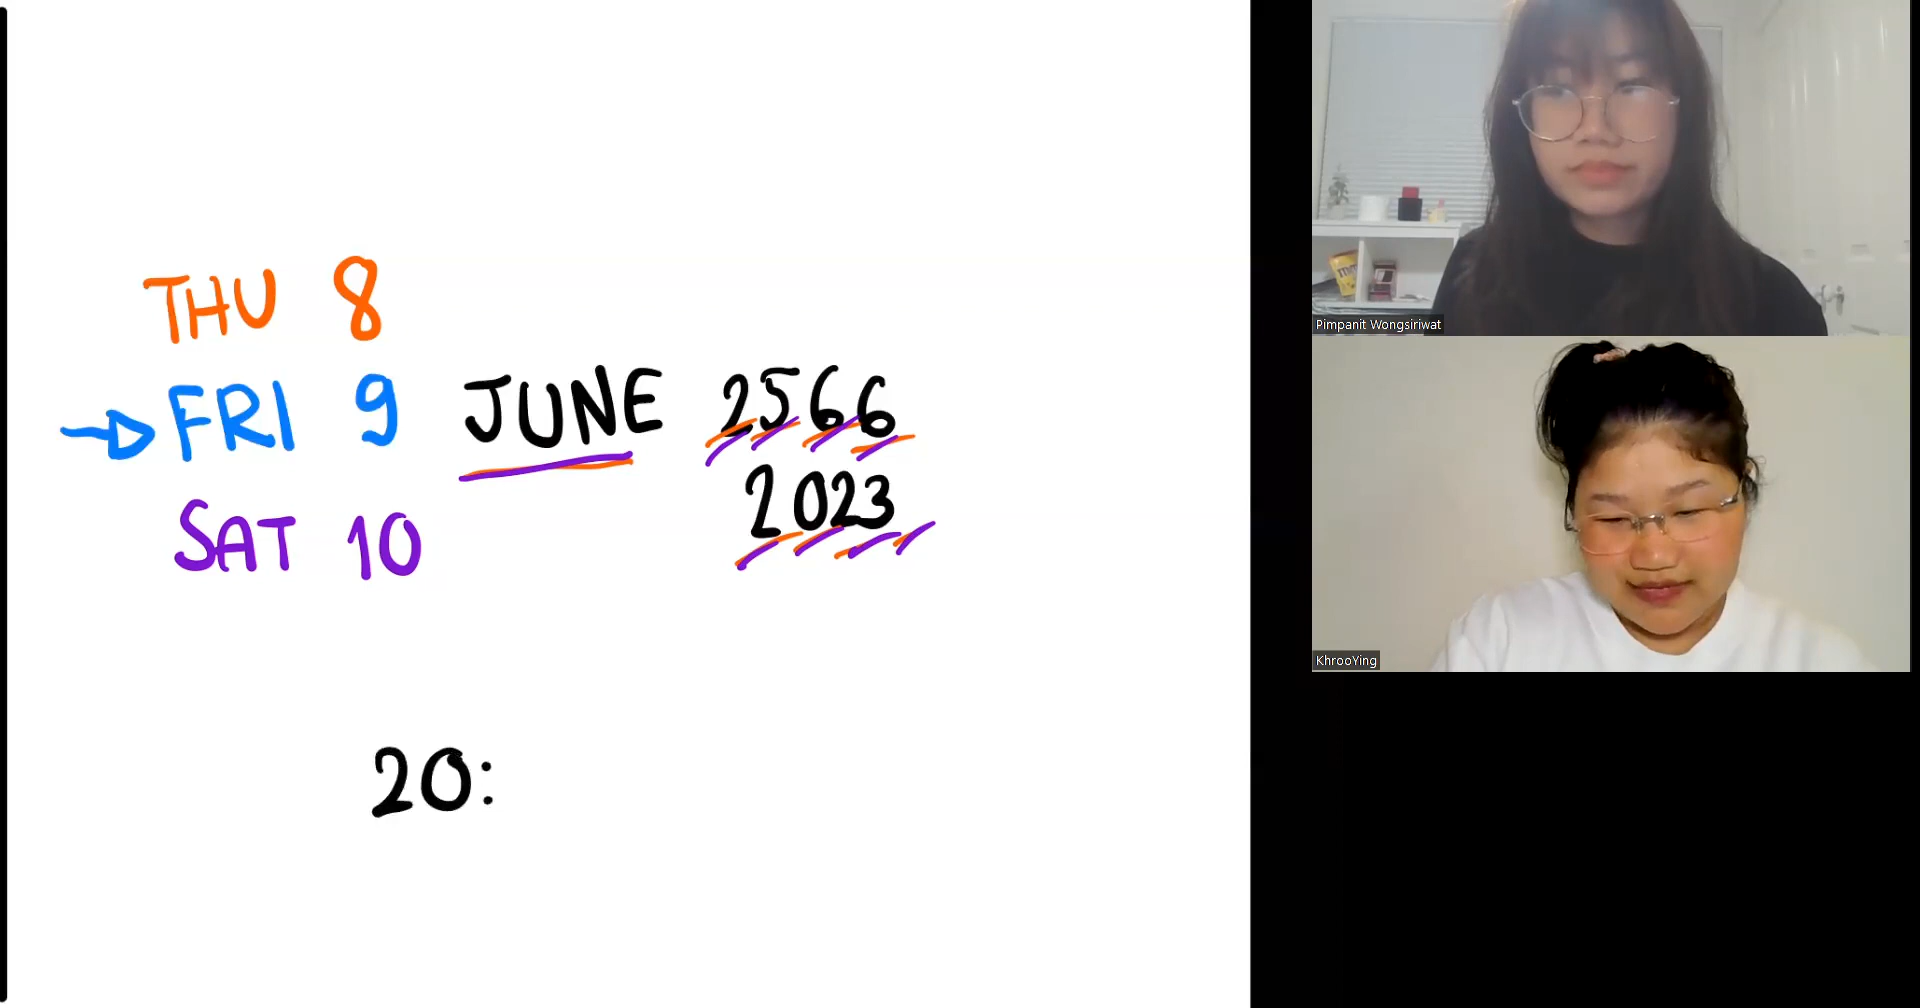 THU 8
FRI 9 JUNE 2566
2023
SAT 10
20:
Pimpanit Wongsiriwat
KhrooYing